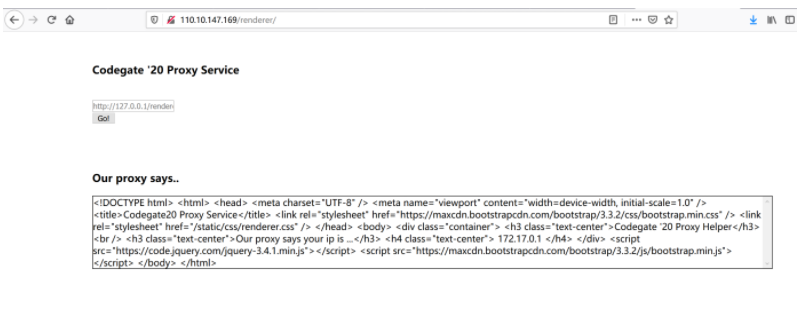 110.10.147.169/renderer/
Codegate '20 Proxy Service
http://127.0.0.1/render
Go!
Our proxy says..
<!DOCTYPE html> <html> <head> <meta charset="UTF-8" /> <meta name="viewport" content="width=device-width, initial-scale=1.0" />
<title>Codegate20 Proxy Service</title> <link rel="stylesheet" href="https://maxcdn.bootstrapcdn.com/bootstrap/3.3.2/css/bootstrap.min.css" /> <link
rel="stylesheet" href="/static/css/renderer.css" /> </head> <body> <div class="container"> <h3 class="text-center">Codegate '20 Proxy Helper</h3>
<br /> <h3 class="text-center">Our proxy says your ip is ...</h3> <h4 class="text-center"> 172.17.0.1 </h4> </div> <script
src="https://code.jquery.com/jquery-3.4.1.min.js"></script> <script src="https://maxcdn.bootstrapcdn.com/bootstrap/3.3.2/js/bootstrap.min.js">
</script> </body> </html>